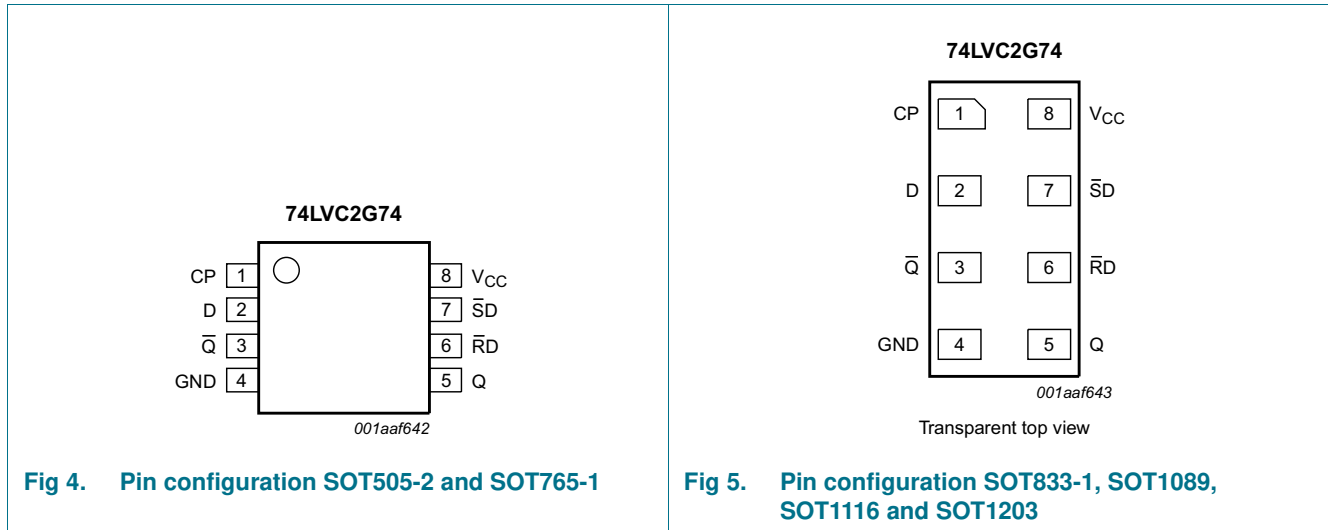 74LVC2G74
CP 1 8 VCC
D 2 7 S̅D
Q̅ 3 6 R̅D
GND 4 5 Q
001aaf642
Fig 4. Pin configuration SOT505-2 and SOT765-1
74LVC2G74
CP 1 8 VCC
D 2 7 S̅D
Q̅ 3 6 R̅D
GND 4 5 Q
001aaf643
Transparent top view
Fig 5. Pin configuration SOT833-1, SOT1089,
SOT1116 and SOT1203